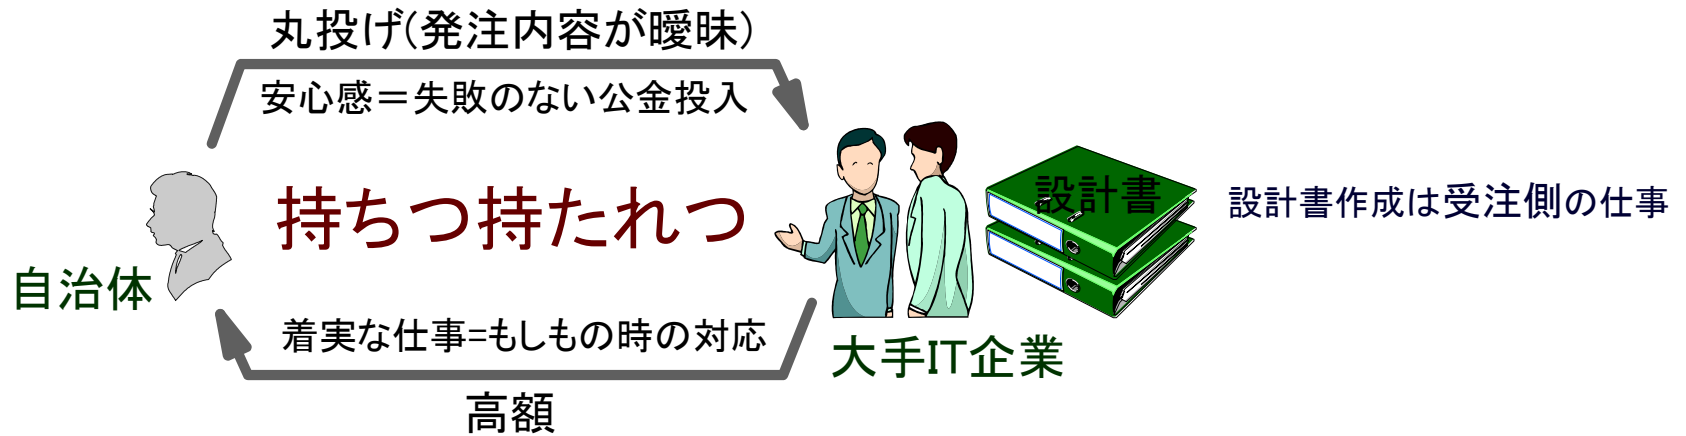 丸投げ(発注内容が曖昧)
安心感＝失敗のない公金投入
持ちつ持たれつ
設計書
設計書作成は受注側の仕事
自治体
着実な仕事=もしもの時の対応
大手IT企業
高額